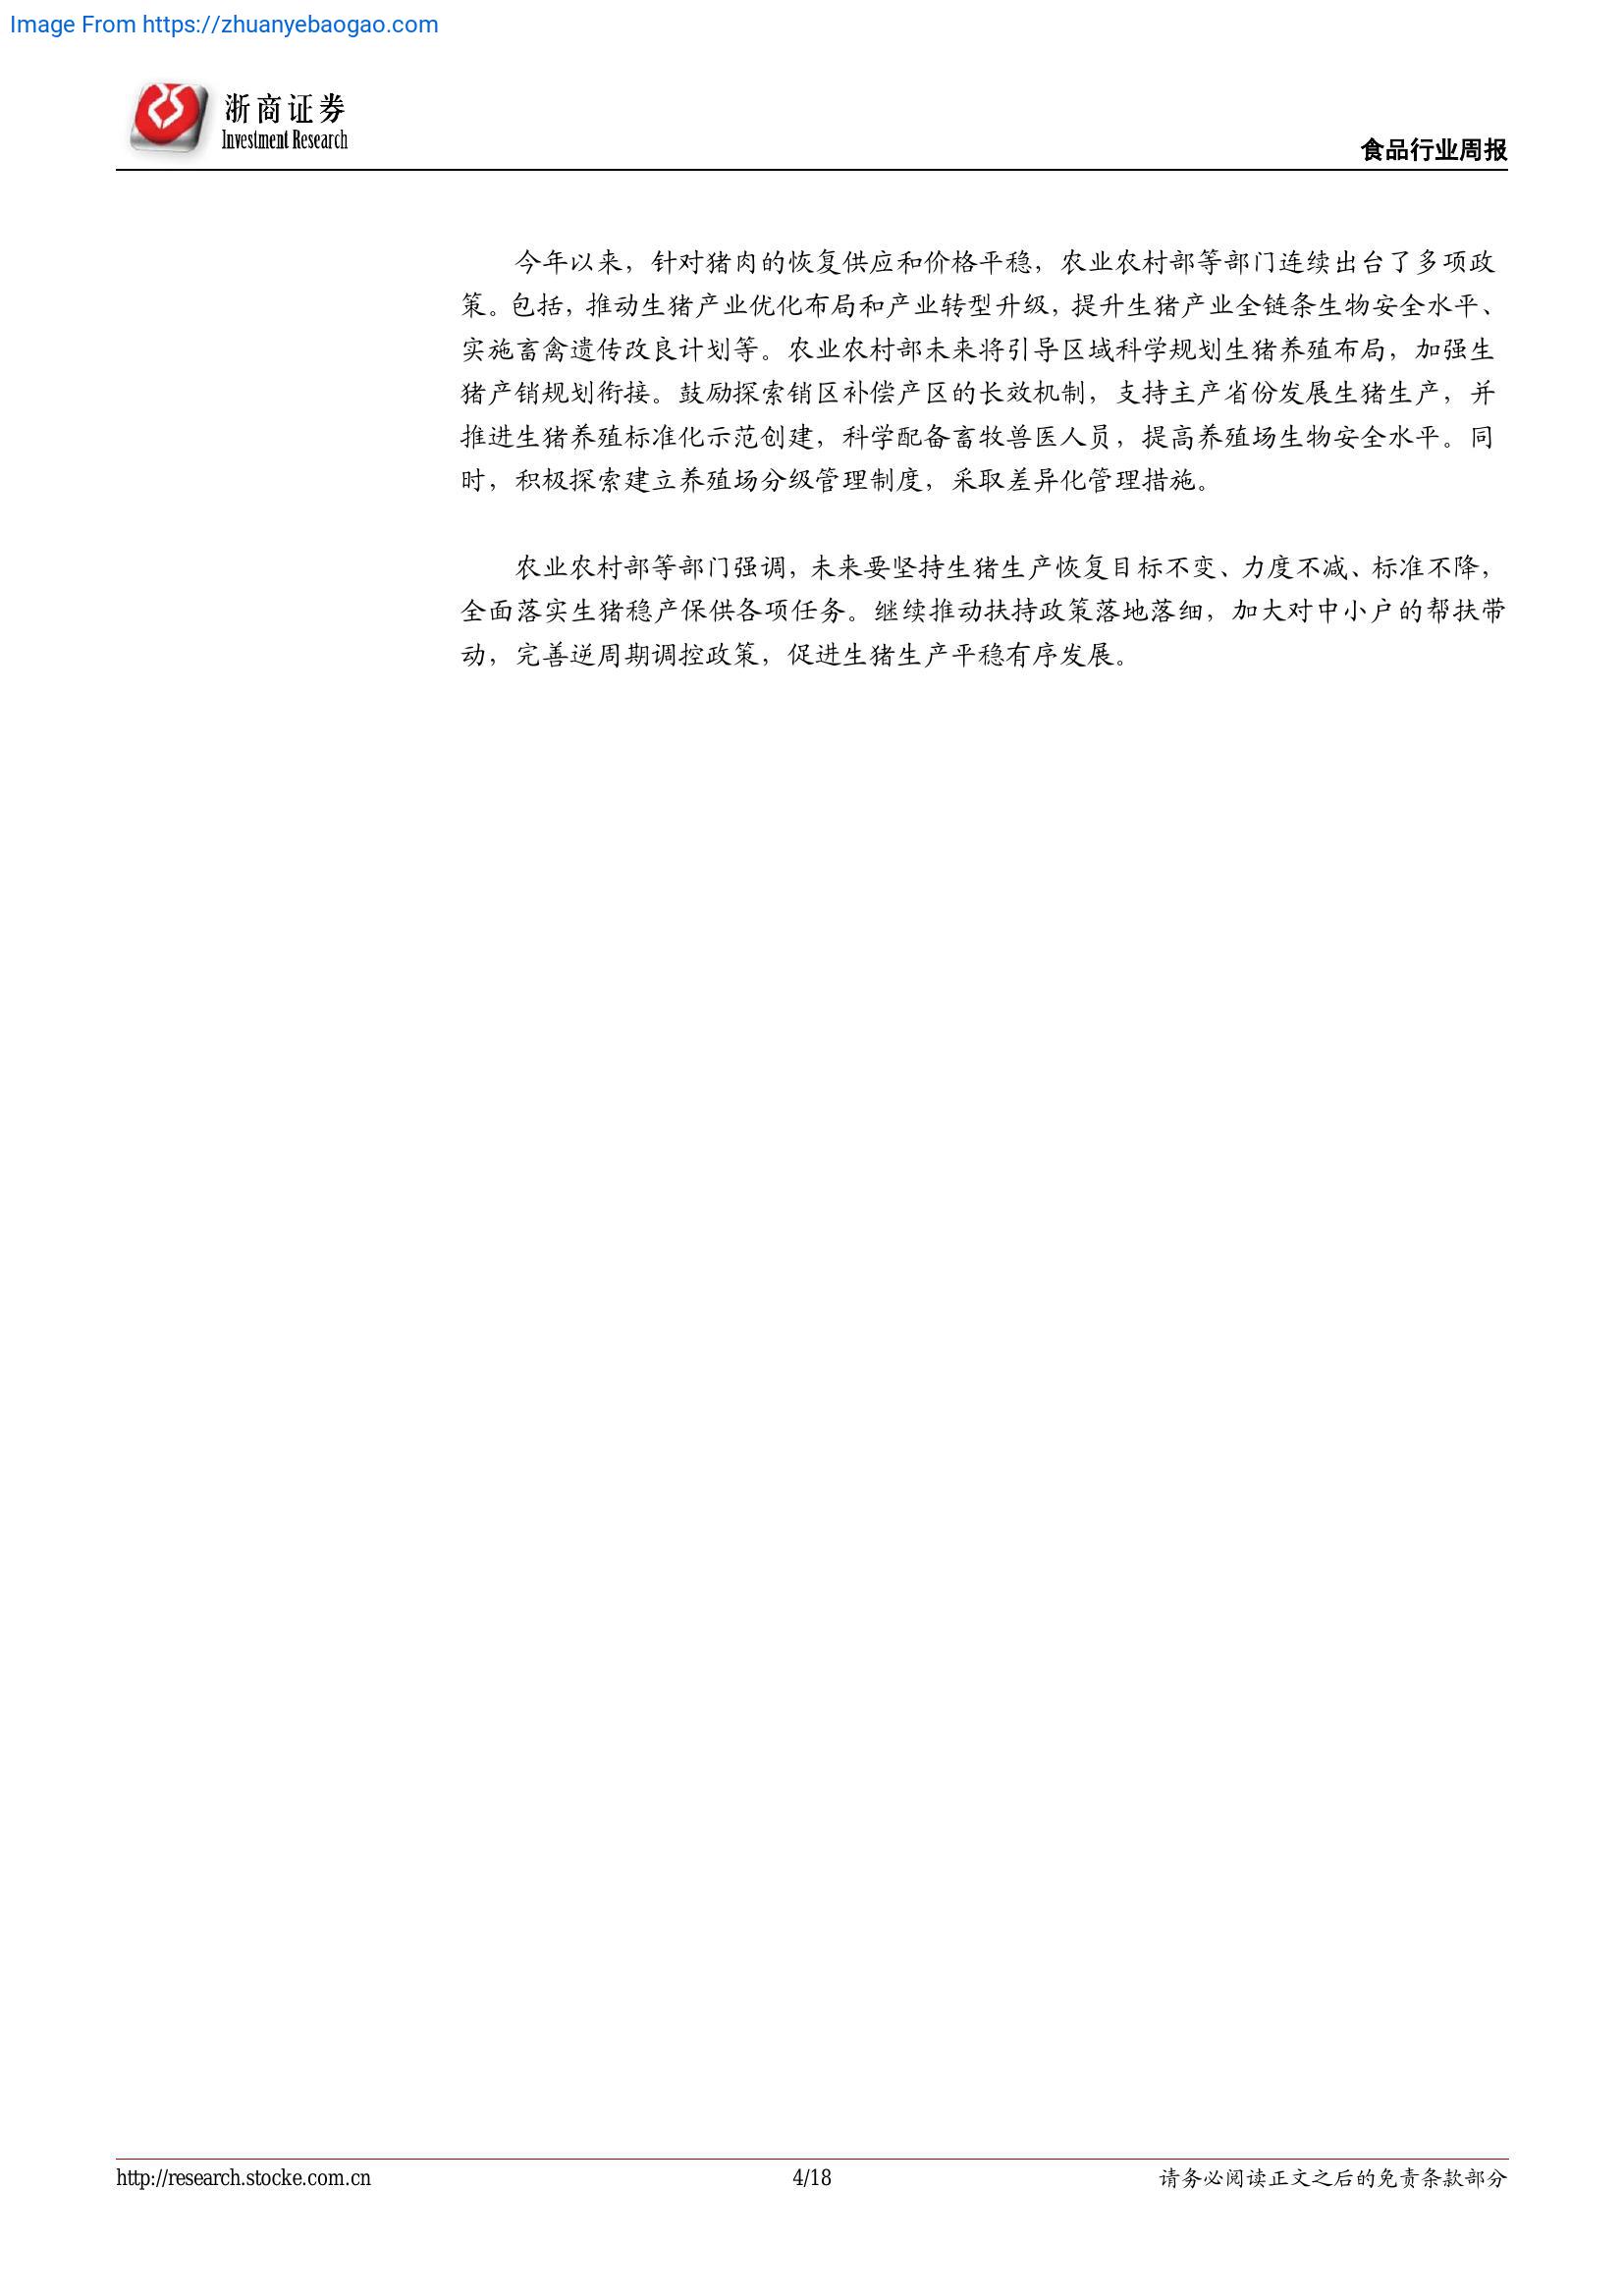 Image From https://zhuanyebaogao.com
浙商证券
Investment Research
食品行业周报
今年以来，针对猪肉的恢复供应和价格平稳，农业农村部等部门连续出台了多项政
策。包括，推动生猪产业优化布局和产业转型升级，提升生猪产业全链条生物安全水平、
实施畜禽遗传改良计划等。农业农村部未来将引导区域科学规划生猪养殖布局，加强生
猪产销规划衔接。鼓励探索销区补偿产区的长效机制，支持主产省份发展生猪生产，并
推进生猪养殖标准化示范创建，科学配备畜牧兽医人员，提高养殖场生物安全水平。同
时，积极探索建立养殖场分级管理制度，采取差异化管理措施。
农业农村部等部门强调，未来要坚持生猪生产恢复目标不变、力度不减、标准不降，
全面落实生猪稳产保供各项任务。继续推动扶持政策落地落细，加大对中小户的帮扶带
动，完善逆周期调控政策，促进生猪生产平稳有序发展。
http://research.stocke.com.cn
4/18
请务必阅读正文之后的免责条款部分